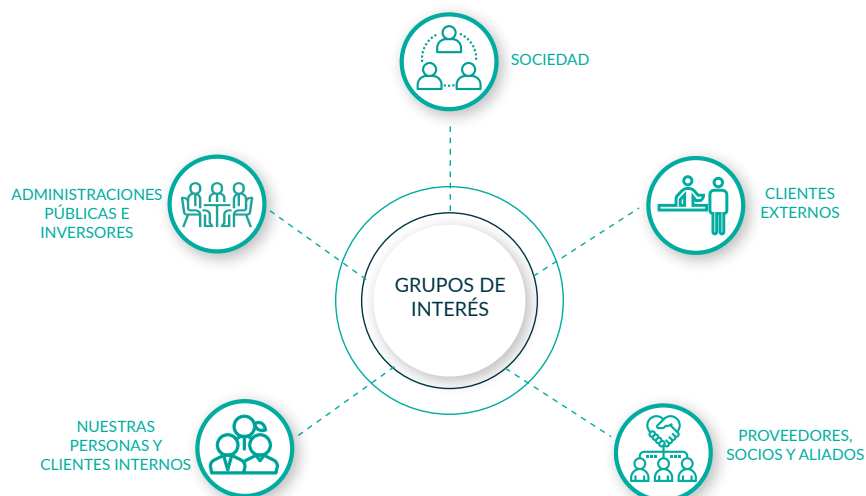 SOCIEDAD
ADMINISTRACIONES
PÚBLICAS E
INVERSORES
CLIENTES
EXTERNOS
GRUPOS DE
INTERÉS
NUESTRAS
PERSONAS Y
CLIENTES INTERNOS
PROVEEDORES,
SOCIOS Y ALIADOS